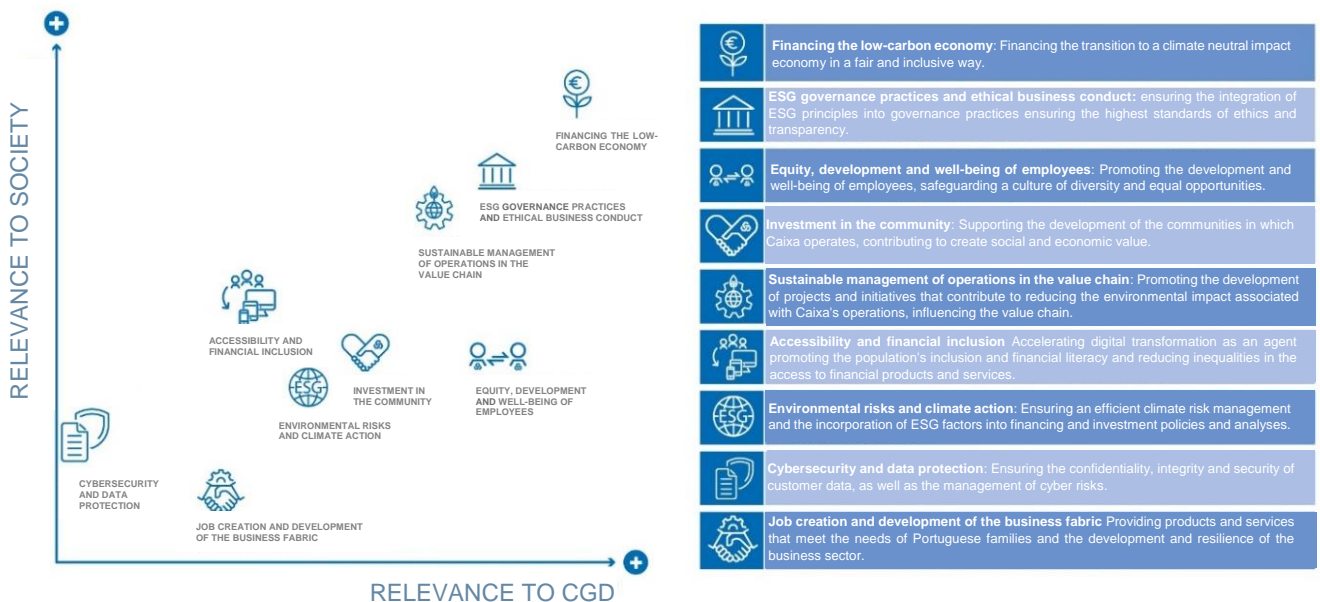 RELEVANCE TO SOCIETY
€
FINANCING THE LOW-
CARBON ECONOMY
ESG GOVERNANCE PRACTICES
AND ETHICAL BUSINESS CONDUCT
SUSTAINABLE MANAGEMENT
OF OPERATIONS IN THE
VALUE CHAIN
ACCESSIBILITY AND
FINANCIAL INCLUSION
INVESTMENT IN
THE COMMUNITY
EQUITY, DEVELOPMENT
AND WELL-BEING OF
EMPLOYEES
ESG
ENVIRONMENTAL RISKS
AND CLIMATE ACTION
CYBERSECURITY
AND DATA
PROTECTION
JOB CREATION AND DEVELOPMENT
OF THE BUSINESS FABRIC
RELEVANCE TO CGD
€
Financing the low-carbon economy: Financing the transition to a climate neutral impact
economy in a fair and inclusive way.
ESG governance practices and ethical business conduct: ensuring the integration of
ESG principles into governance practices ensuring the highest standards of ethics and
transparency.
Equity, development and well-being of employees: Promoting the development and
well-being of employees, safeguarding a culture of diversity and equal opportunities.
Investment in the community: Supporting the development of the communities in which
Caixa operates, contributing to create social and economic value.
Sustainable management of operations in the value chain: Promoting the development
of projects and initiatives that contribute to reducing the environmental impact associated
with Caixa's operations, influencing the value chain.
Accessibility and financial inclusion Accelerating digital transformation as an agent
promoting the population's inclusion and financial literacy and reducing inequalities in the
access to financial products and services.
ESG
Environmental risks and climate action: Ensuring an efficient climate risk management
and the incorporation of ESG factors into financing and investment policies and analyses.
Cybersecurity and data protection: Ensuring the confidentiality, integrity and security of
customer data, as well as the management of cyber risks.
Job creation and development of the business fabric Providing products and services
that meet the needs of Portuguese families and the development and resilience of the
business sector.